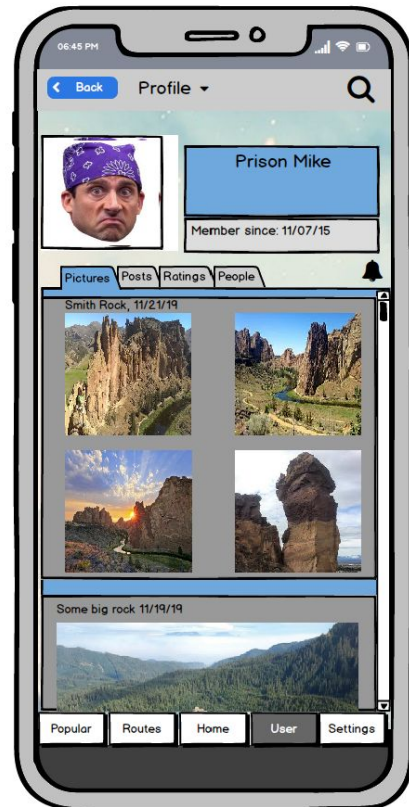 06:45 PM
Back
Profile
Prison Mike
Member since: 11/07/15
Pictures
Posts
Ratings
People
Smith Rock, 11/21/19
Some big rock 11/19/19
Popular
Routes
Home
User
Settings